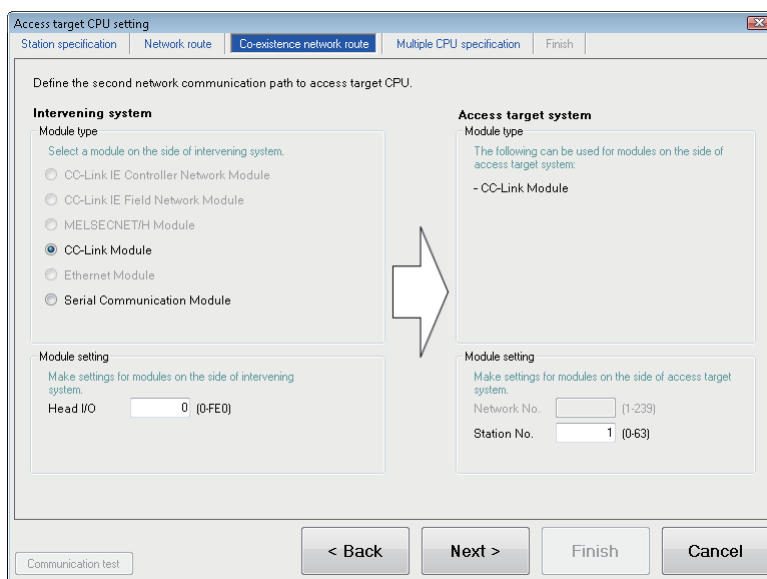 Access target CPU setting
Station specification Network route Co-existence network route Multiple CPU specification Finish
Define the second network communication path to access target CPU.
Intervening system
Module type
Select a module on the side of intervening system.
CC-Link IE Controller Network Module
CC-Link IE Field Network Module
MELSECNET/H Module
CC-Link Module
Ethernet Module
Serial Communication Module
Module setting
Make settings for modules on the side of intervening
system.
Head I/O 0 (0-FE0)
Access target system
Module type
The following can be used for modules on the side of
access target system:
- CC-Link Module
Module setting
Make settings for modules on the side of access target
system.
Network No. (1-239)
Station No. 1 (0-63)
Communication test < Back Next > Finish Cancel